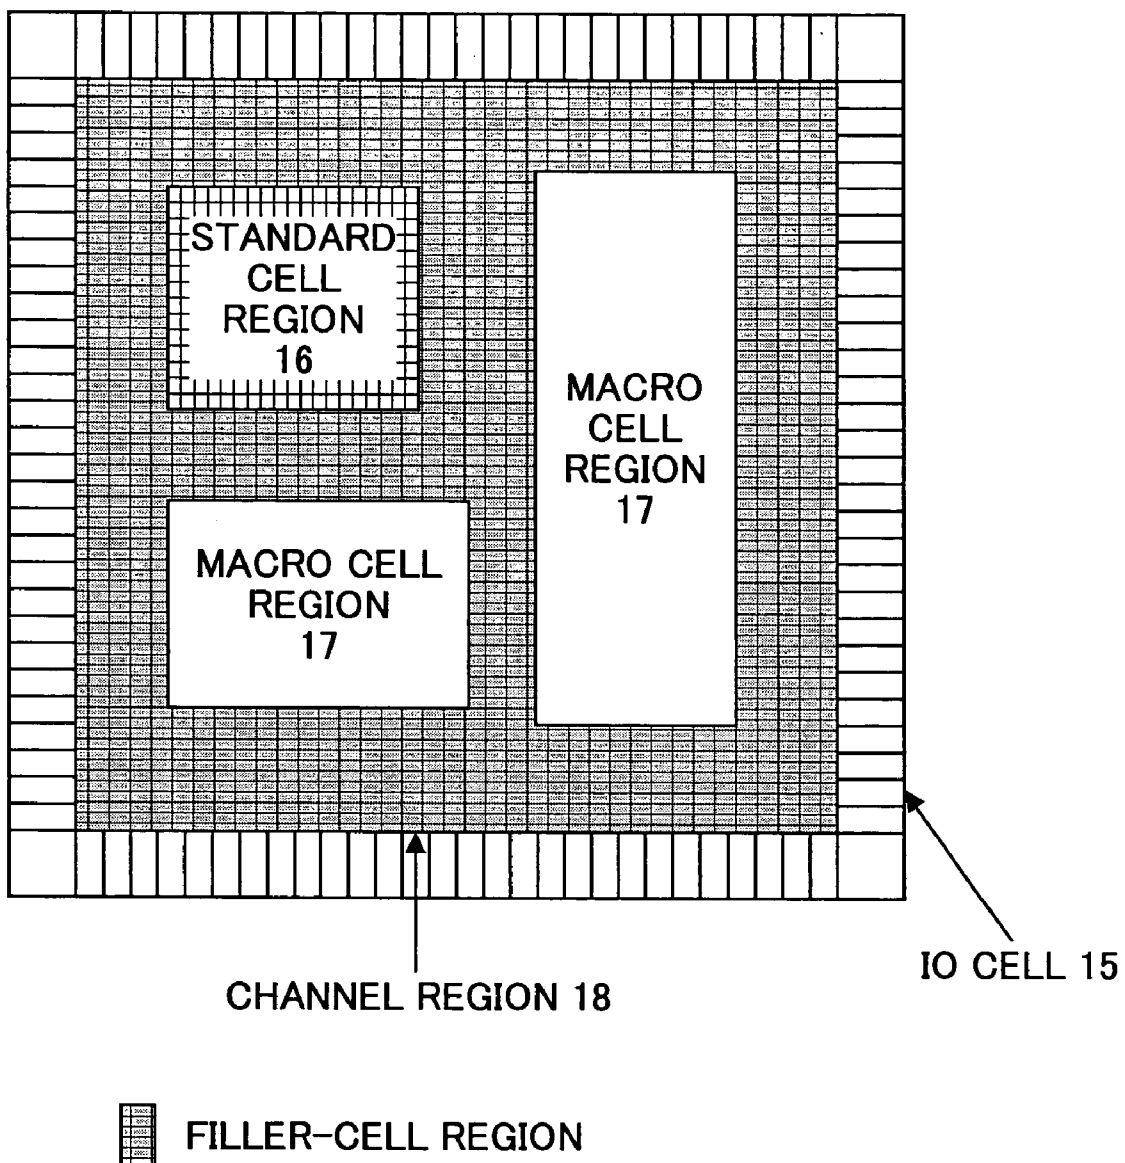 STANDARD
CELL
REGION
16
MACRO
CELL
REGION
17
MACRO CELL
REGION
17
IO CELL 15
CHANNEL REGION 18
FILLER-CELL REGION